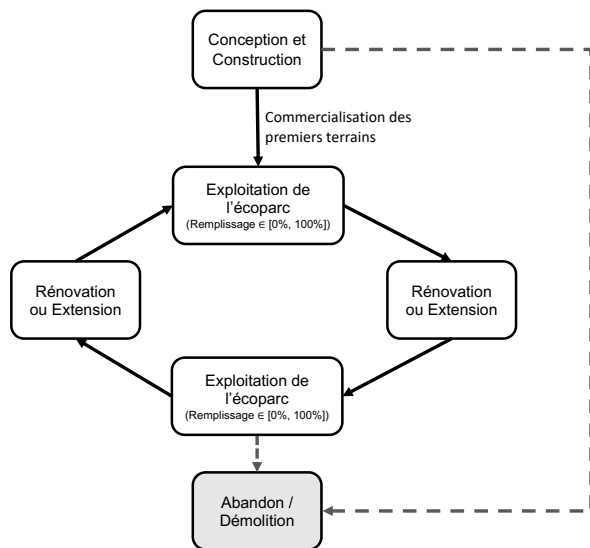 Conception et
Construction
Commercialisation des
premiers terrains
Exploitation de
l'écoparc
(Remplissage ∈ [0%, 100%])
Rénovation
ou Extension
Rénovation
ou Extension
Exploitation de
l'écoparc
(Remplissage ∈ [0%, 100%])
Abandon /
Démolition